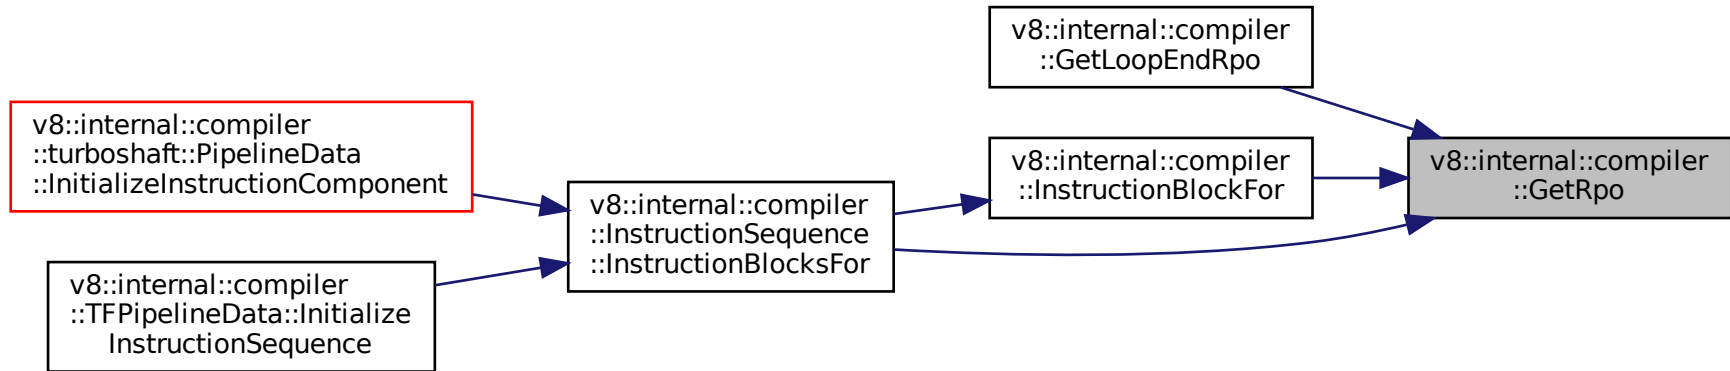 v8::internal::compiler
::GetLoopEndRpo
v8::internal::compiler
::turboshaft::PipelineData
::InitializeInstructionComponent
v8::internal::compiler
::InstructionBlockFor
v8::internal::compiler
::GetRpo
v8::internal::compiler
::InstructionSequence
::InstructionBlocksFor
v8::internal::compiler
::TFPipelineData::Initialize
InstructionSequence